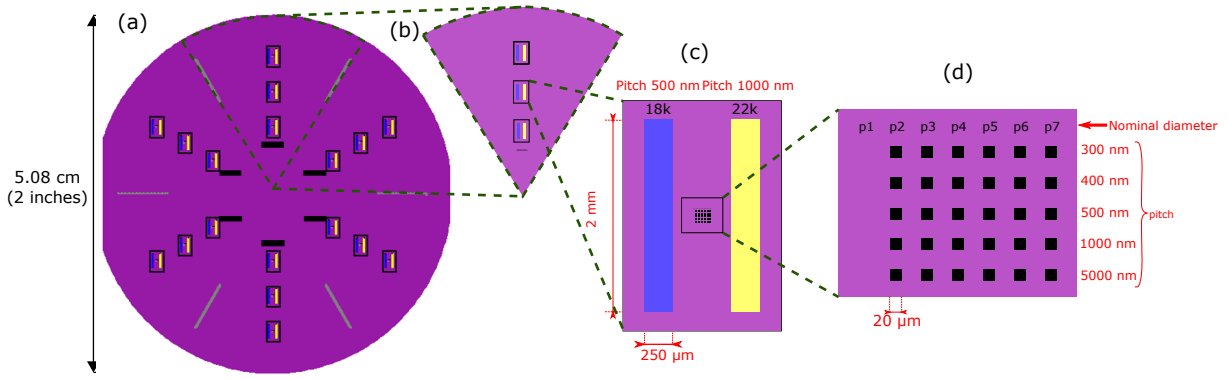 (a)
5.08 cm
(2 inches)
(b)
(c)
Pitch 500 nm Pitch 1000 nm
18k 22k
2 mm
250 µm
(d)
p1 p2 p3 p4 p5 p6 p7
Nominal diameter
300 nm
400 nm
500 nm
1000 nm
5000 nm
pitch
20 µm